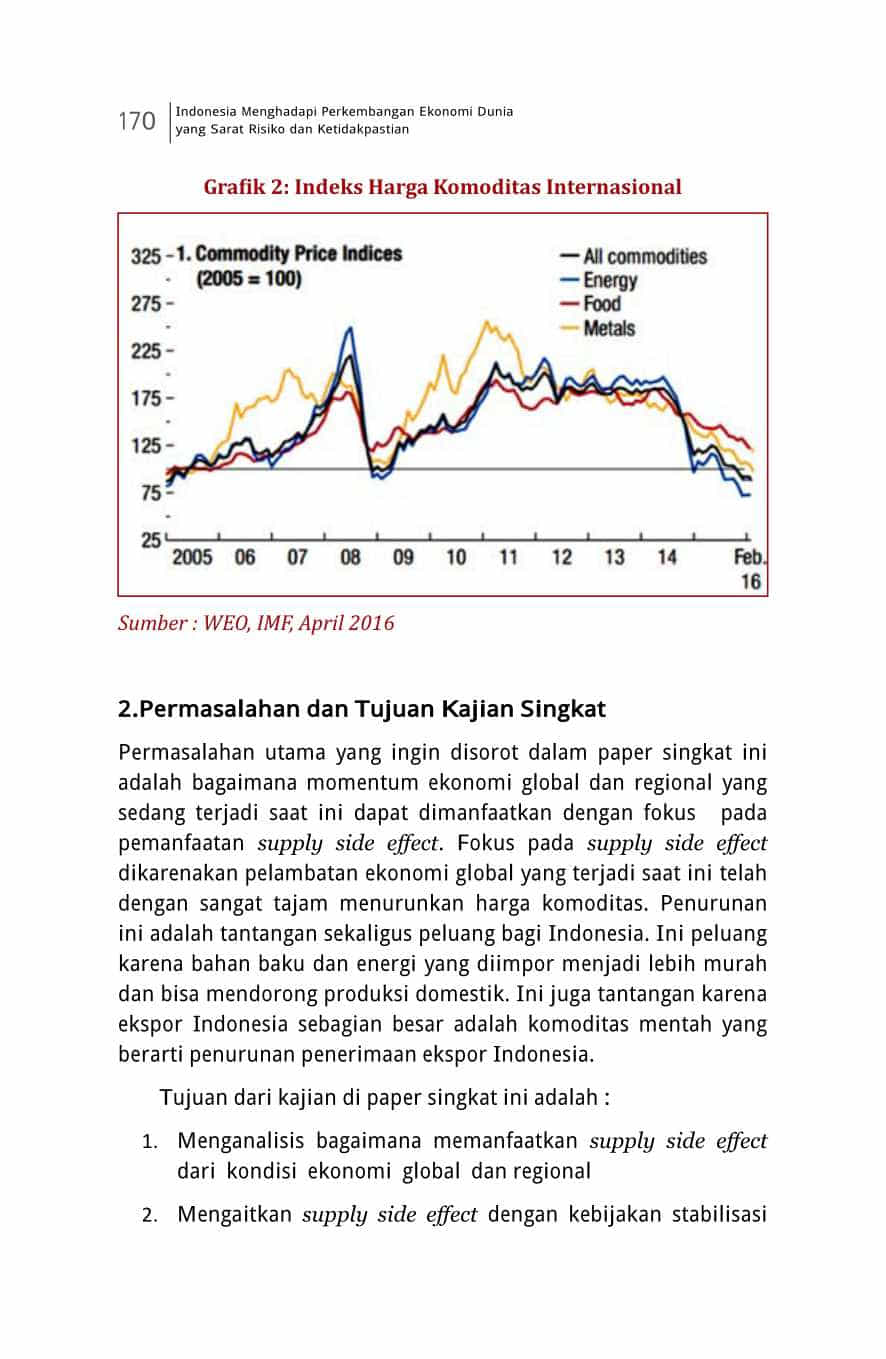 170
Indonesia Menghadapi Perkembangan Ekonomi Dunia
yang Sarat Risiko dan Ketidakpastian
Grafik 2: Indeks Harga Komoditas Internasional
1. Commodity Price Indices
(2005 = 100)
All commodities
Energy
Food
Metals
325
275
225
175
125
75
25
2005 06 07 08 09 10 11 12 13 14 Feb.
16
Sumber : WEO, IMF, April 2016
2.Permasalahan dan Tujuan Kajian Singkat
Permasalahan utama yang ingin disorot dalam paper singkat ini
adalah bagaimana momentum ekonomi global dan regional yang
sedang terjadi saat ini dapat dimanfaatkan dengan fokus pada
pemanfaatan supply side effect. Fokus pada supply side effect
dikarenakan pelambatan ekonomi global yang terjadi saat ini telah
dengan sangat tajam menurunkan harga komoditas. Penurunan
ini adalah tantangan sekaligus peluang bagi Indonesia. Ini peluang
karena bahan baku dan energi yang diimpor menjadi lebih murah
dan bisa mendorong produksi domestik. Ini juga tantangan karena
ekspor Indonesia sebagian besar adalah komoditas mentah yang
berarti penurunan penerimaan ekspor Indonesia.
Tujuan dari kajian di paper singkat ini adalah :
1. Menganalisis bagaimana memanfaatkan supply side effect
dari kondisi ekonomi global dan regional
2. Mengaitkan supply side effect dengan kebijakan stabilisasi